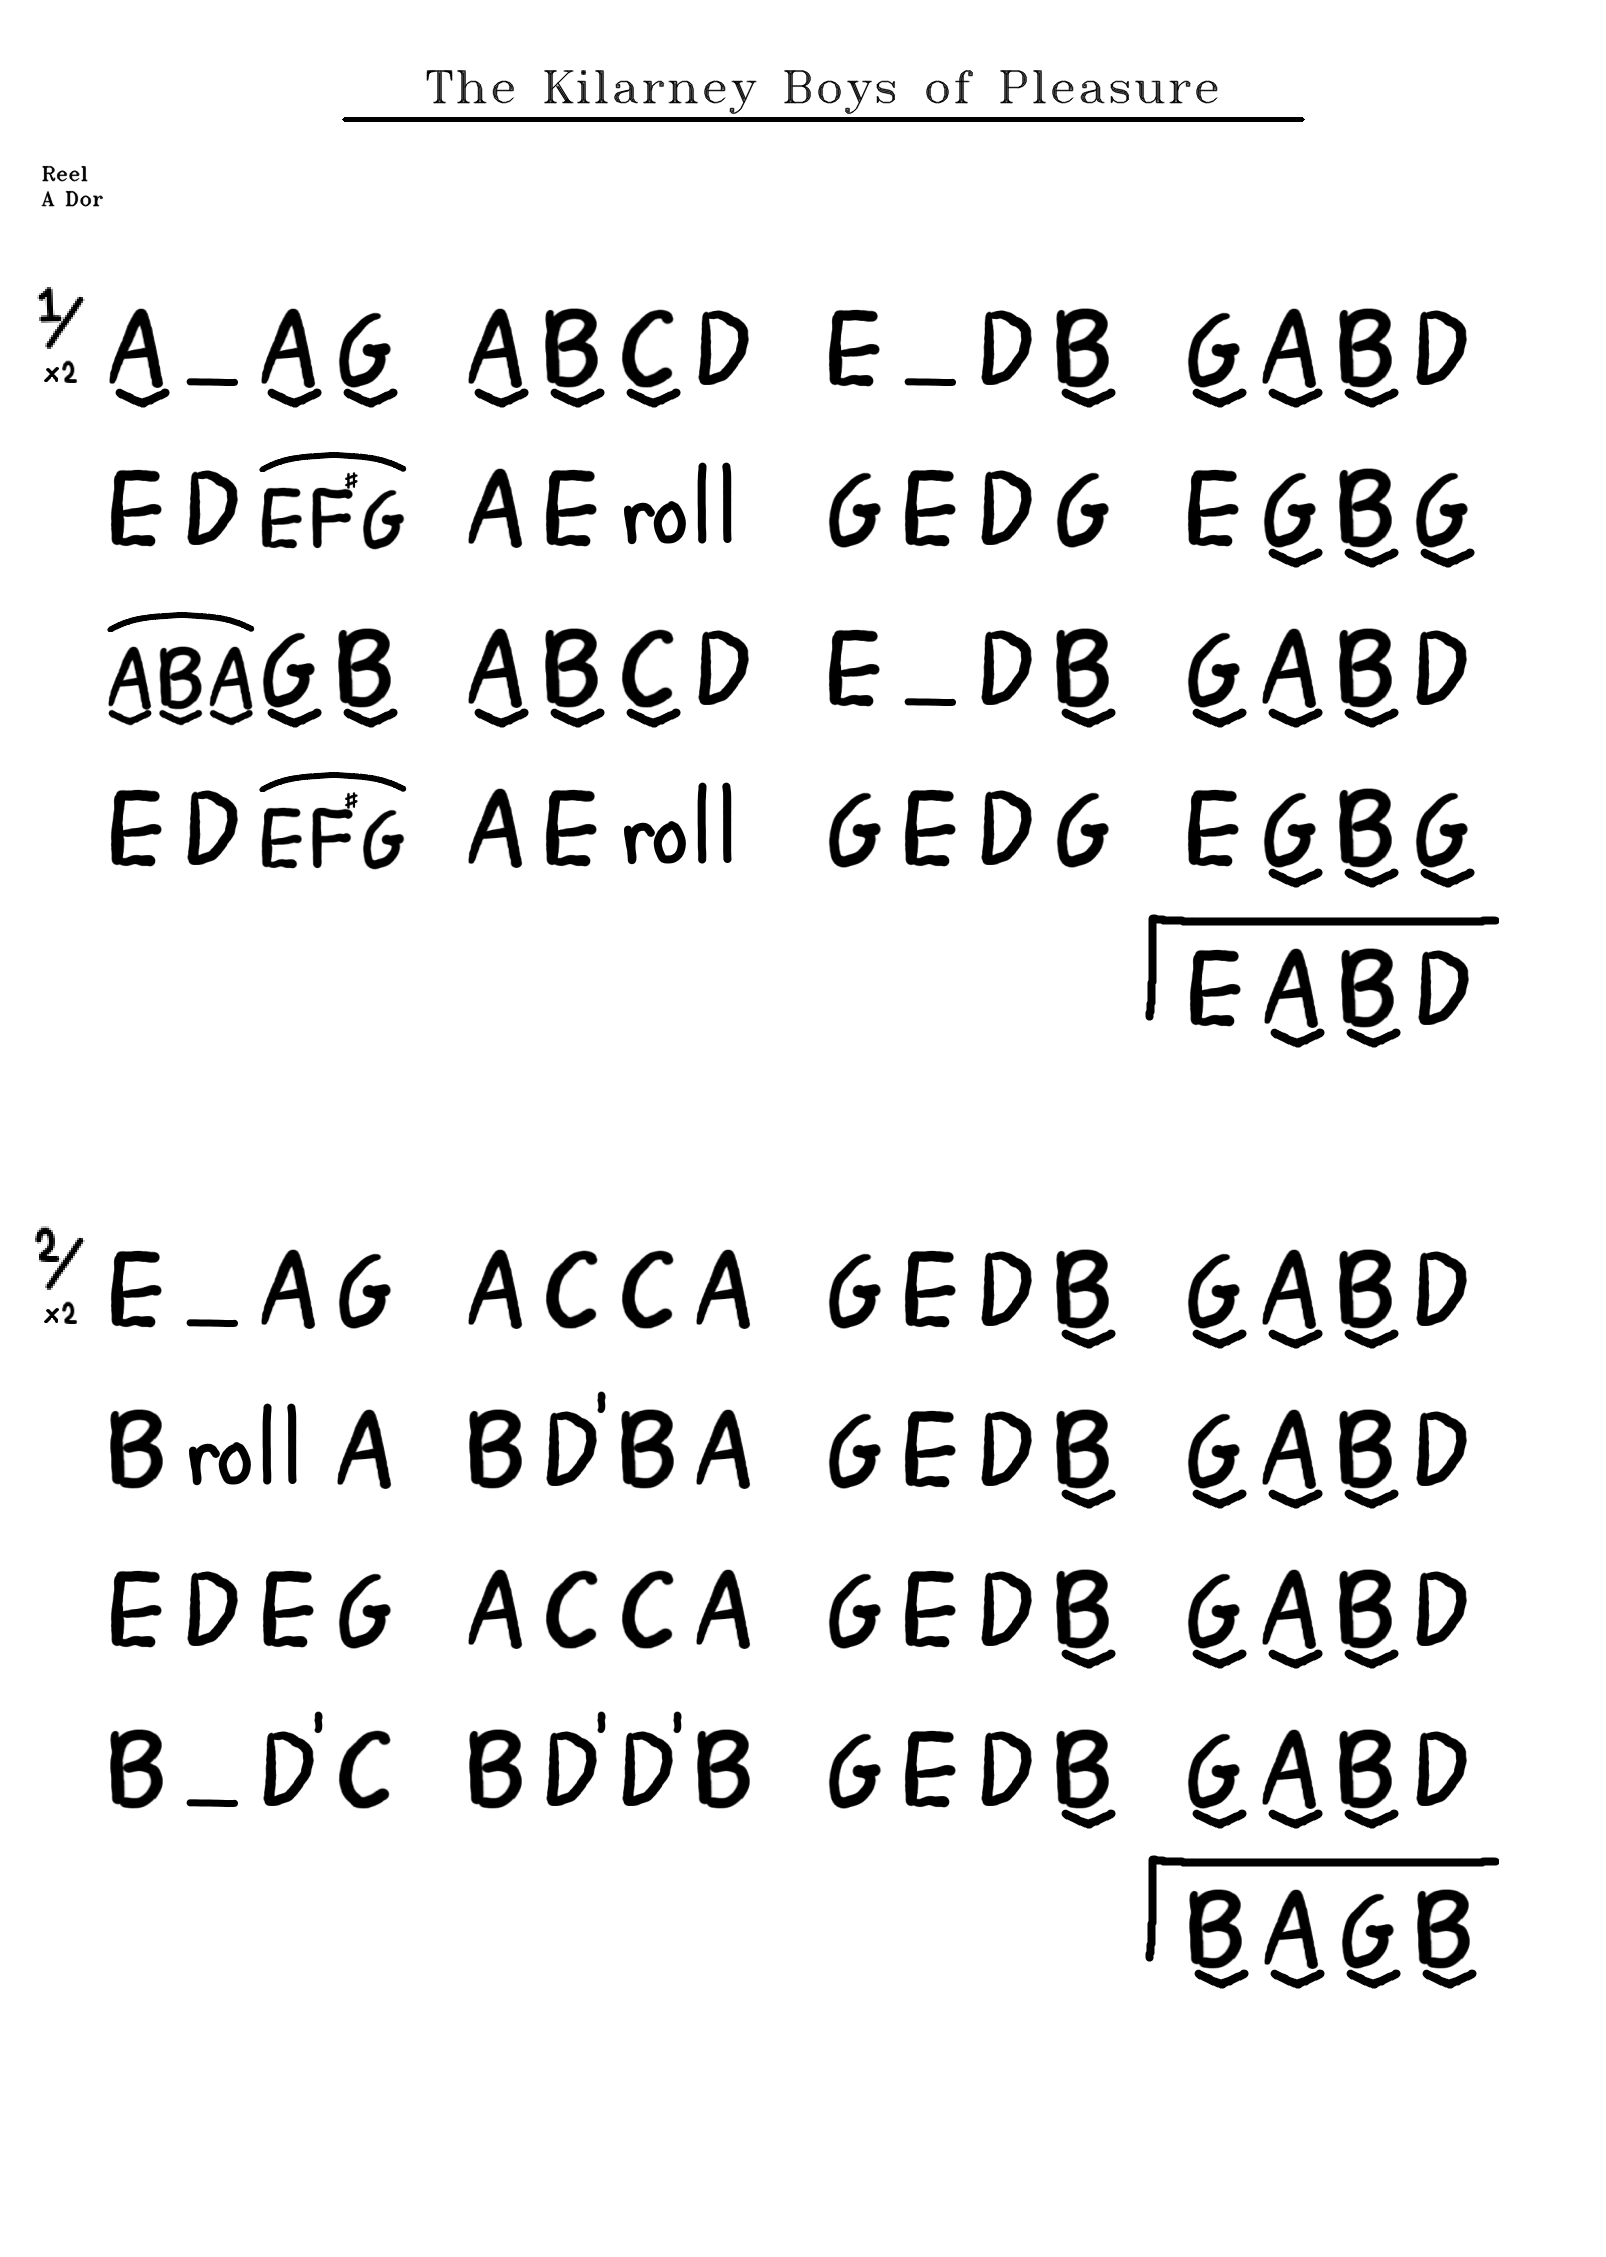 The Kilarney Boys of Pleasure
Reel
A Dor
1/ x2 A_AG ABCD E_DB GABD
EDEF#G AE roll GEDG EGBG
ABAGB ABCD E_DB GABD
EDEF#G AE roll GEDG EGBG
EABD
2/ x2 E_AG ACCA GEDB GABD
B roll A BD'BA GEDB GABD
EDEG ACCA GEDB GABD
B_D'C BD'D'B GEDB GABD
BAGB